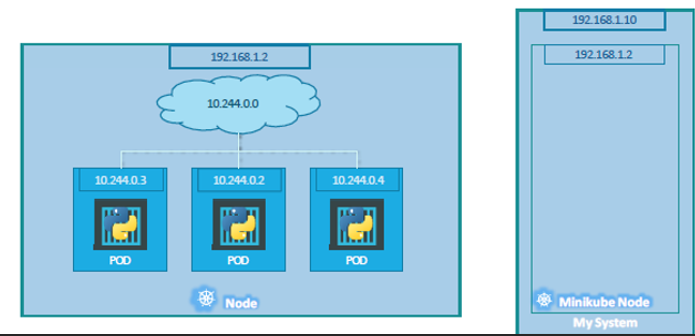 192.168.1.2
10.244.0.0
10.244.0.3
10.244.0.2
10.244.0.4
POD
POD
POD
Node
192.168.1.10
192.168.1.2
Minikube Node
My System